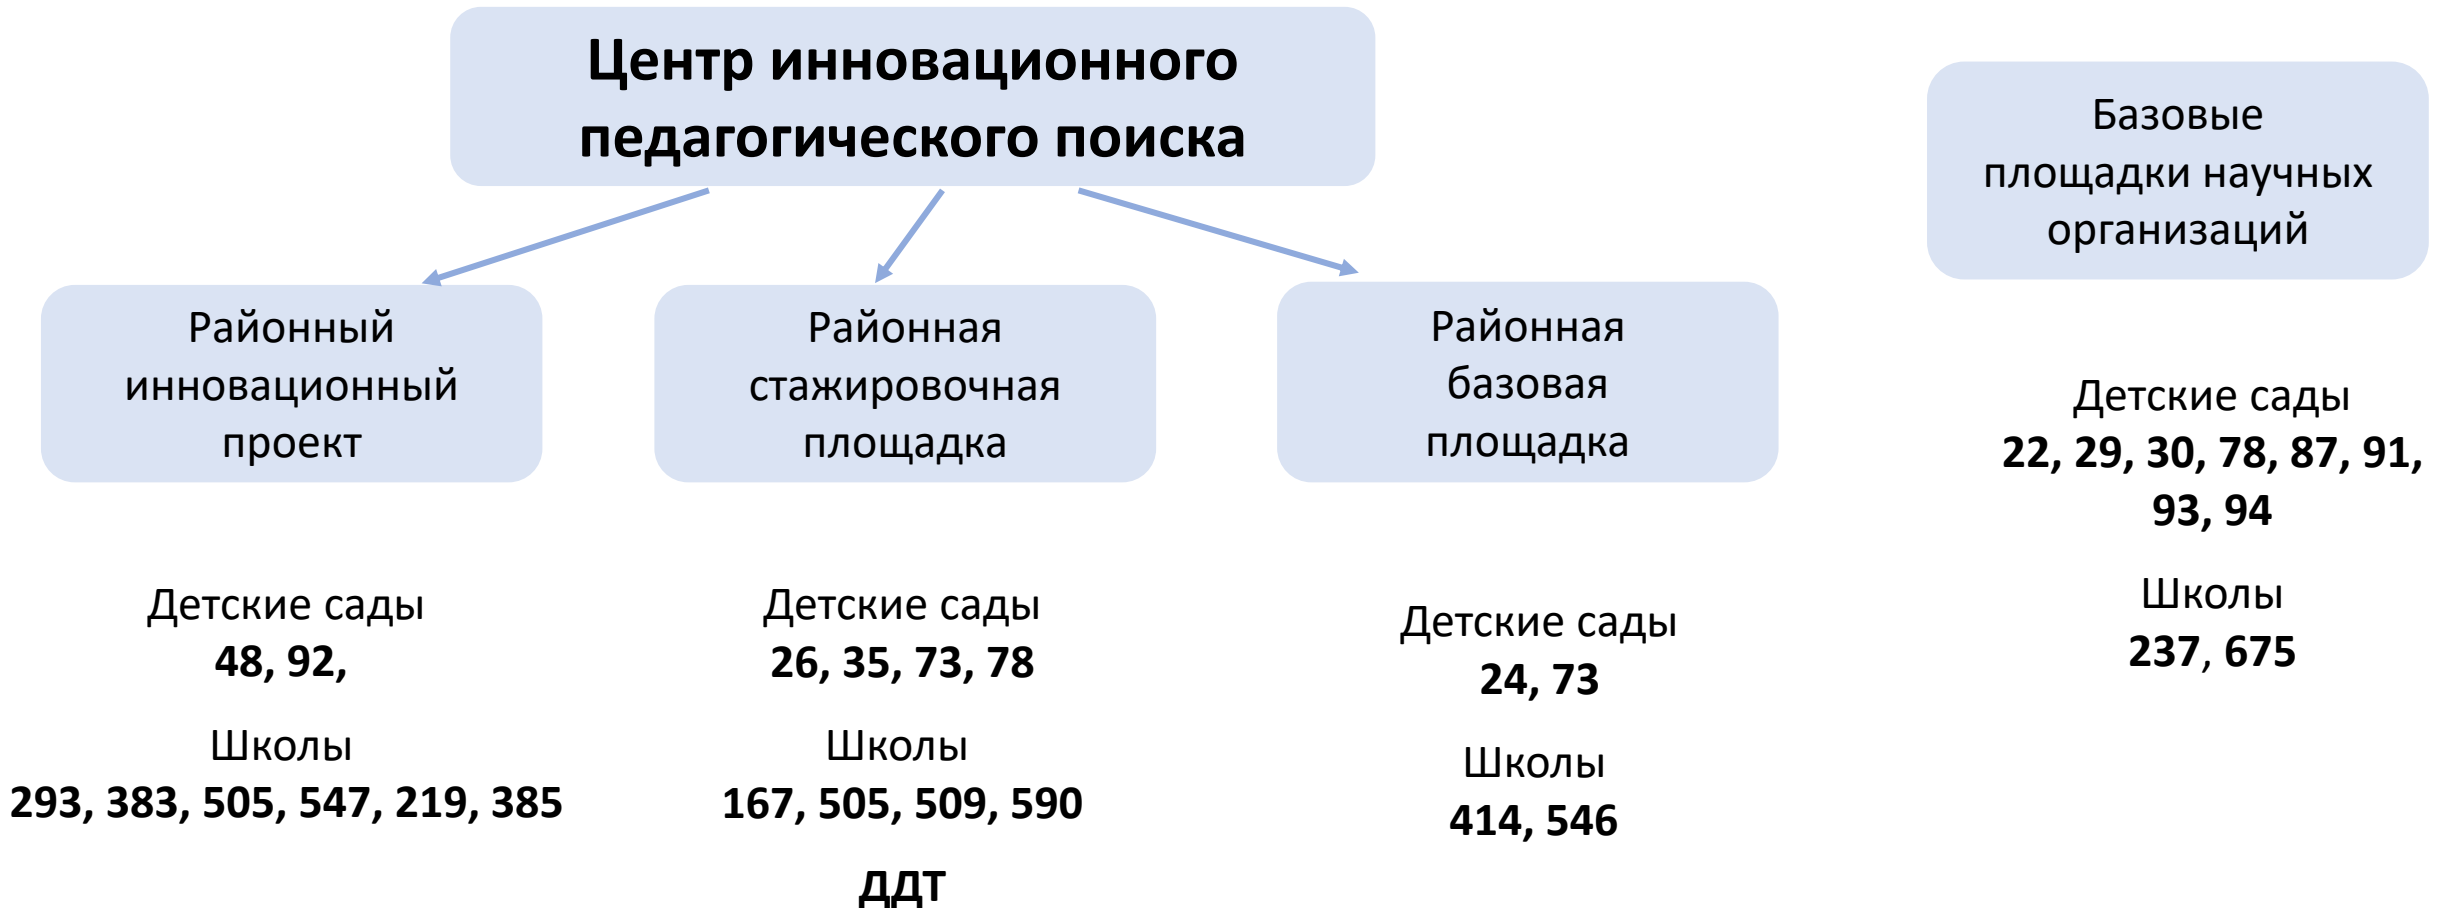 Центр инновационного
педагогического поиска
Базовые
площадки научных
организаций
Районный
инновационный
проект
Районная
стажировочная
площадка
Районная
базовая
площадка
Детские сады
22, 29, 30, 78, 87, 91,
93, 94
Школы
237, 675
Детские сады
48, 92,
Школы
293, 383, 505, 547, 219, 385
Детские сады
26, 35, 73, 78
Школы
167, 505, 509, 590
ДДТ
Детские сады
24, 73
Школы
414, 546